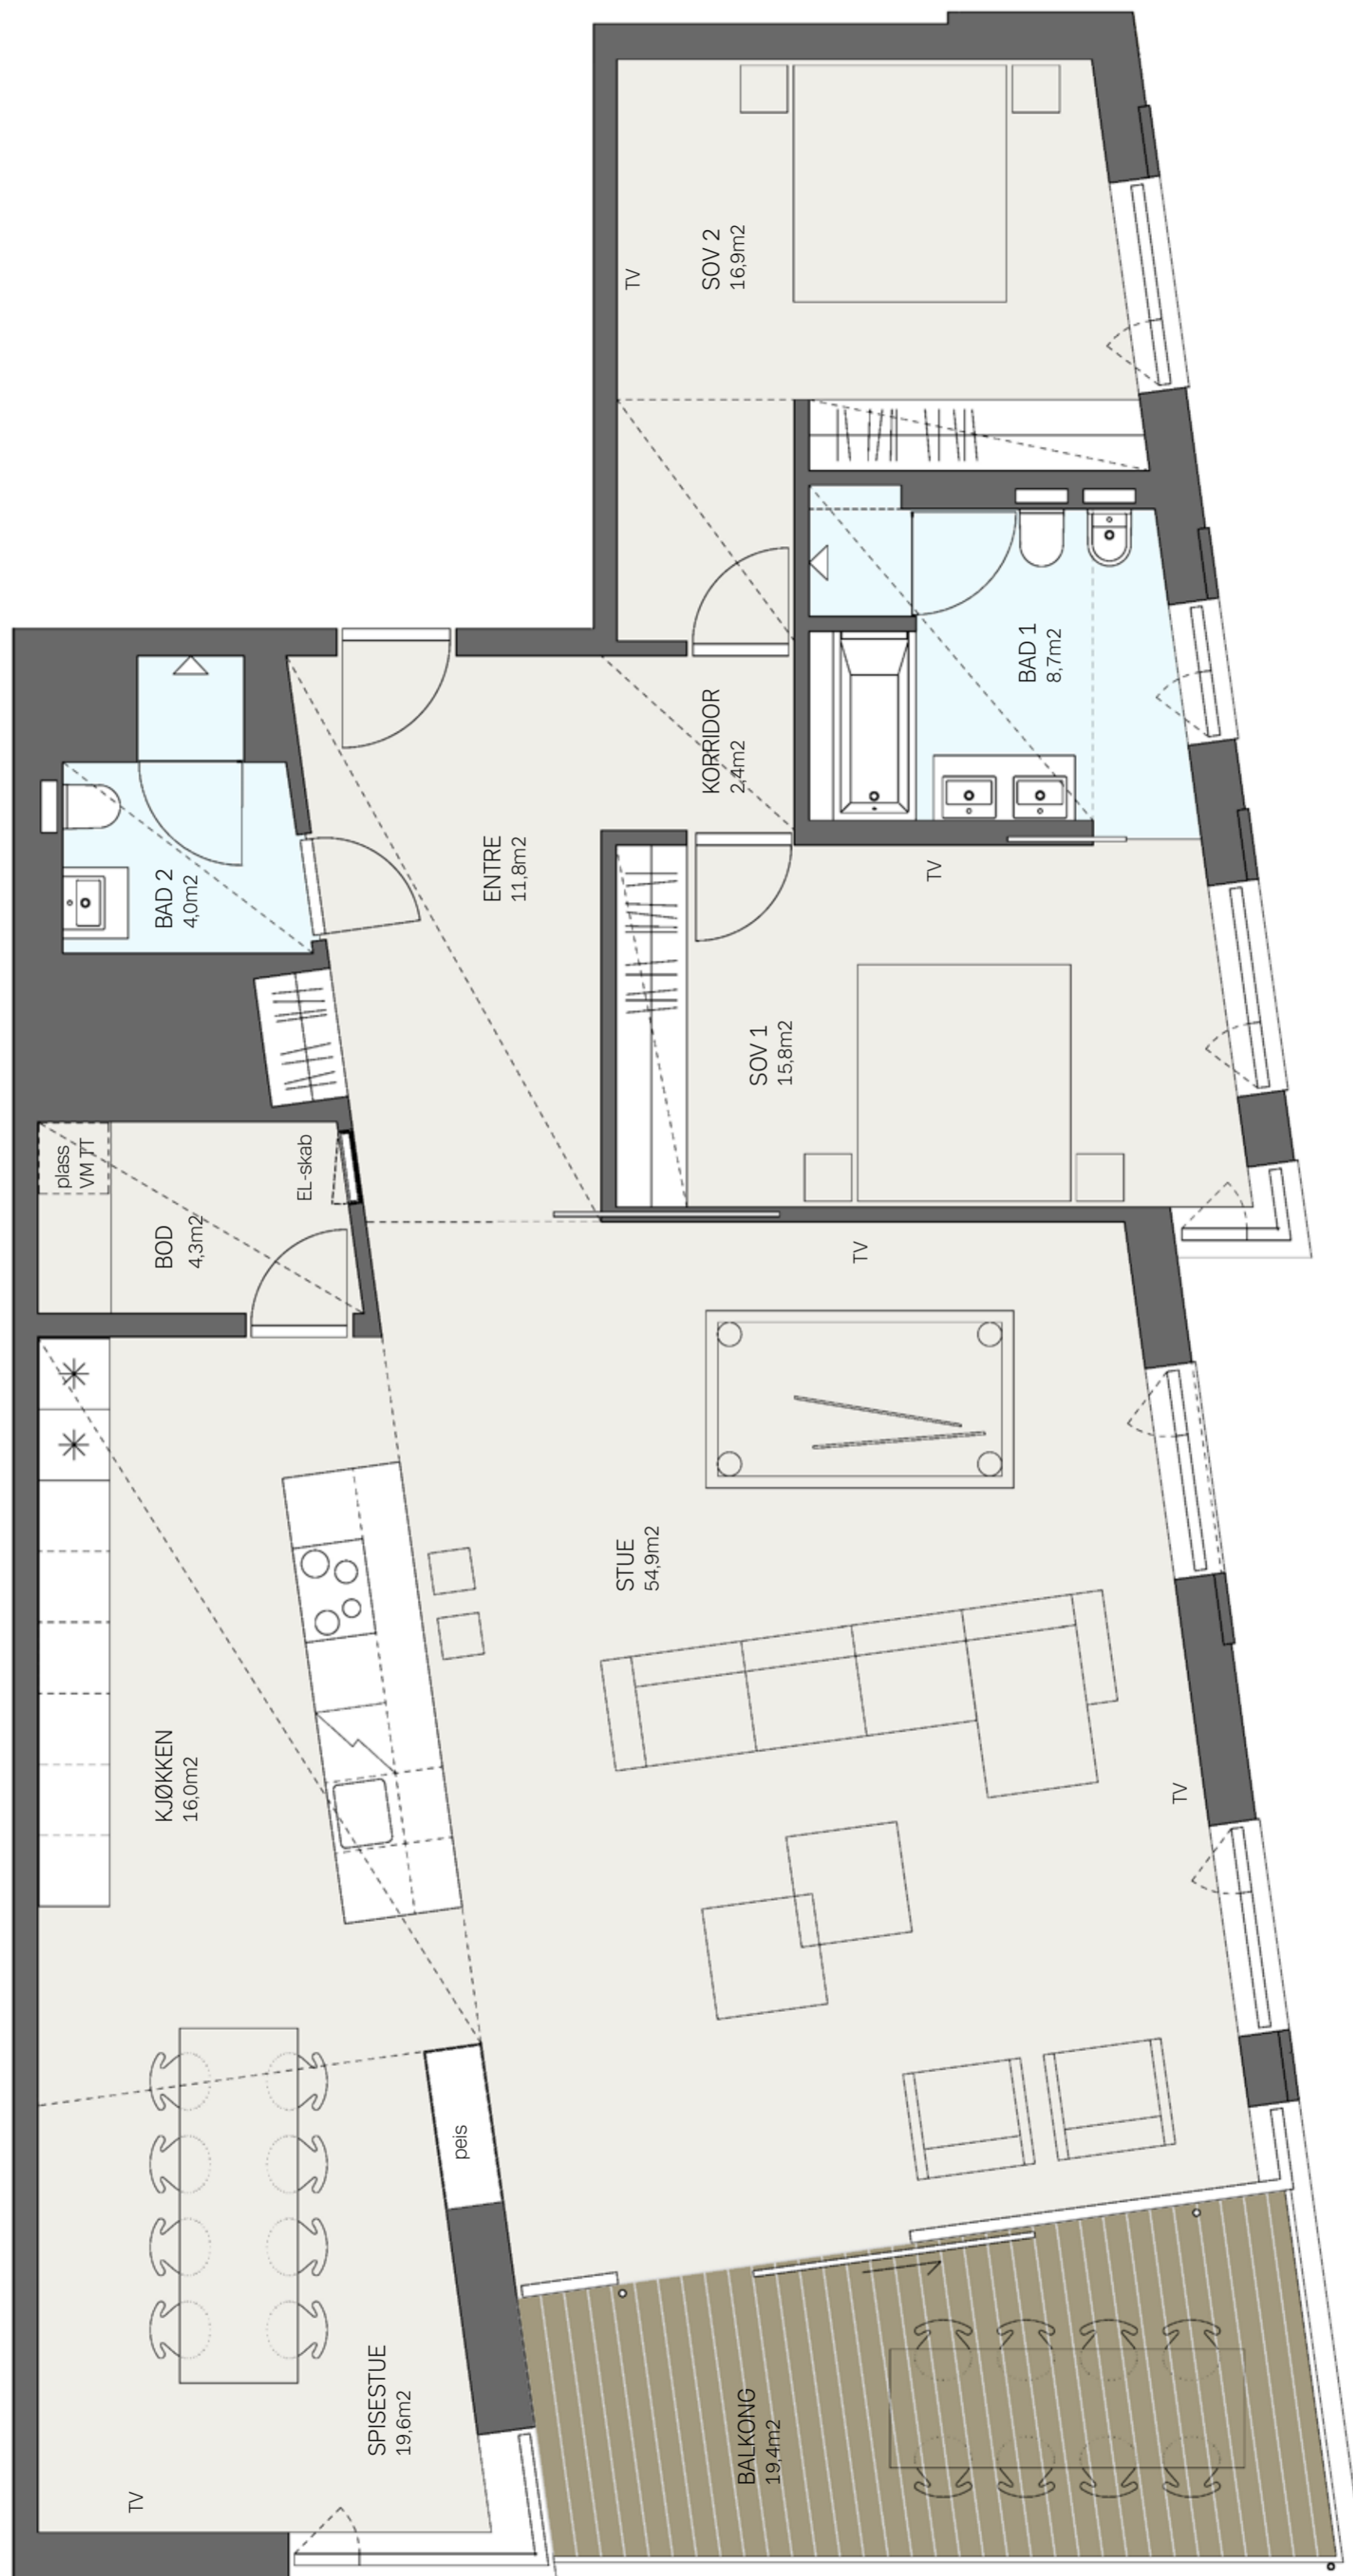 SOV 2
16,9m2
TV
BAD 1
8,7m2
KORRIDOR
2,4m2
ENTRE
11,8m2
BAD 2
4,0m2
TV
SOV 1
15,8m2
plass
VM TT
EL-skab
BOD
4,3m2
TV
STUE
54,9m2
KJØKKEN
16,0m2
TV
peis
SPISESTUE
19,6m2
BALKONG
19,4m2
TV